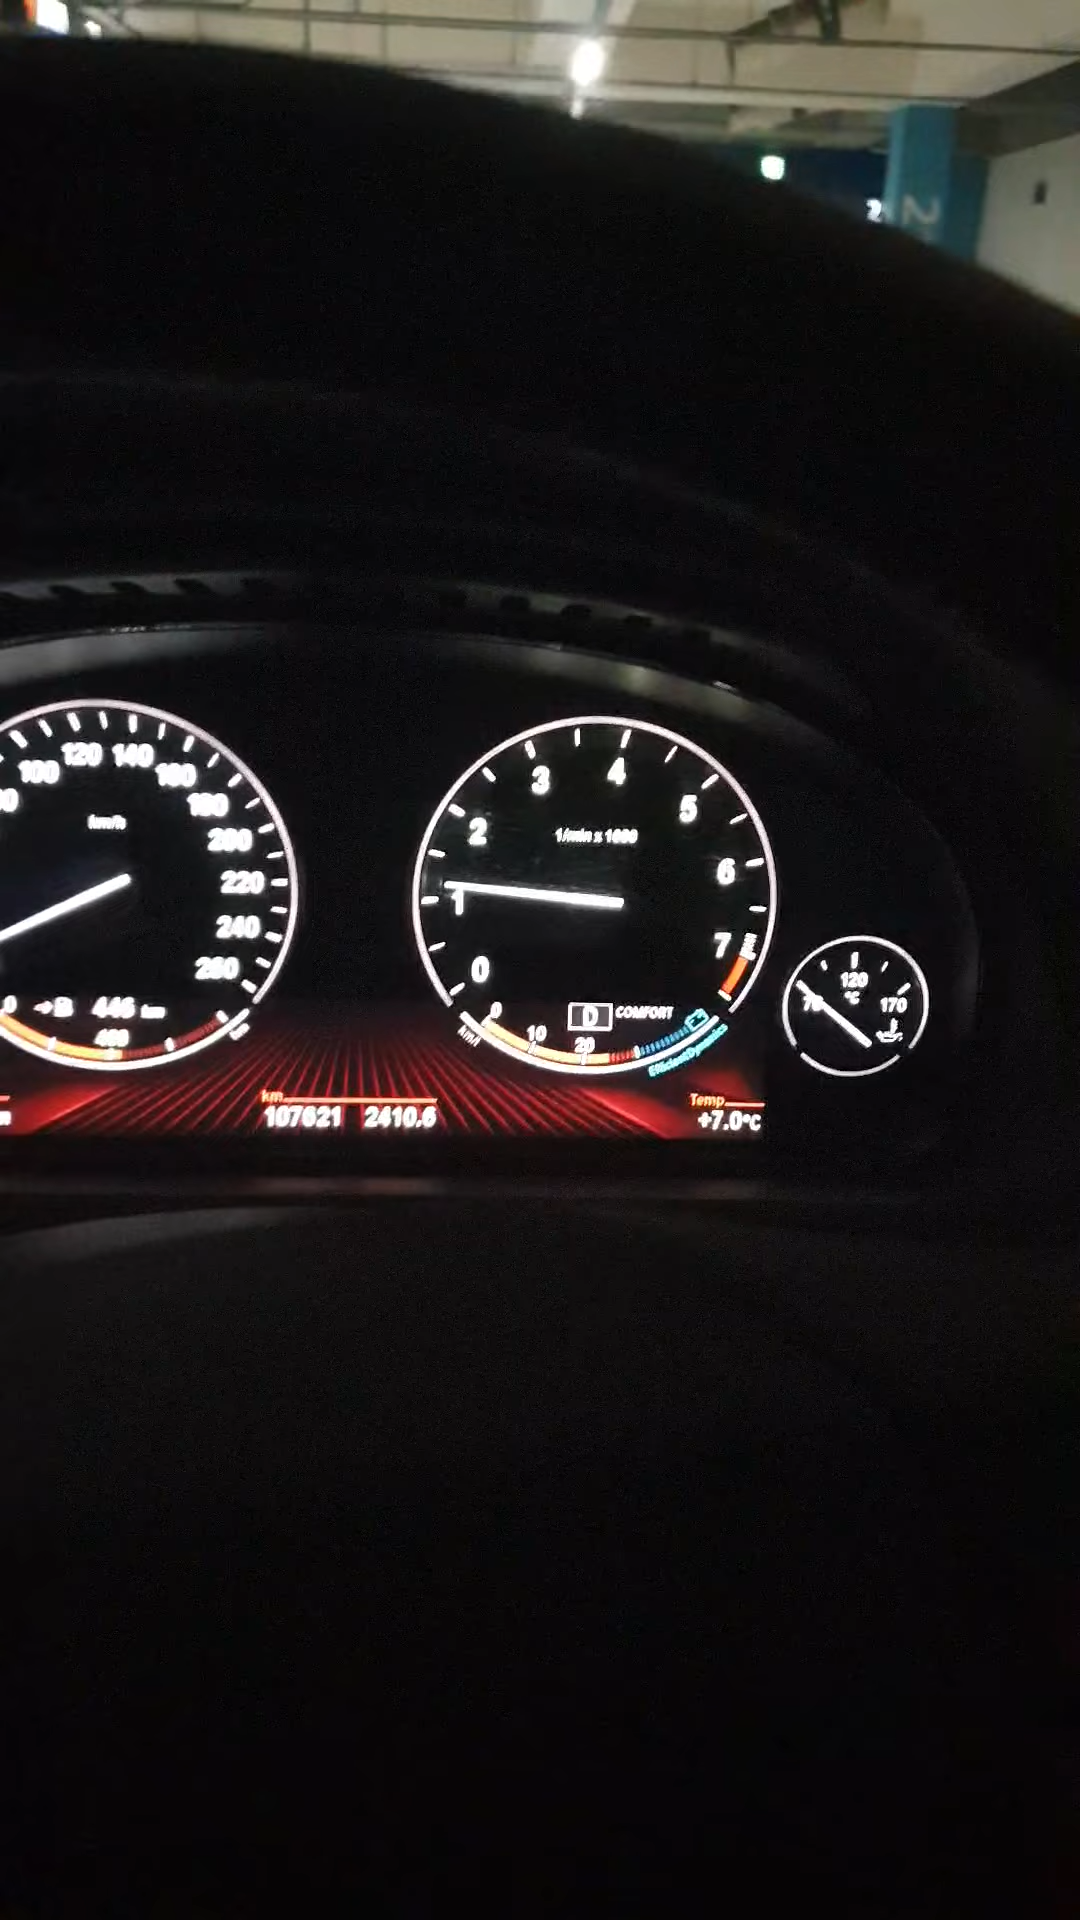 2
100 120 140 160
180
200
220
240
260
km/h
446 km
400
3 4
2 5
1/min x 1000
1 6
7
0
D COMFORT
0 10 20
EfficientDynamics
120
°C
70 170
km
107621 2410.6
Temp
+7.0°C